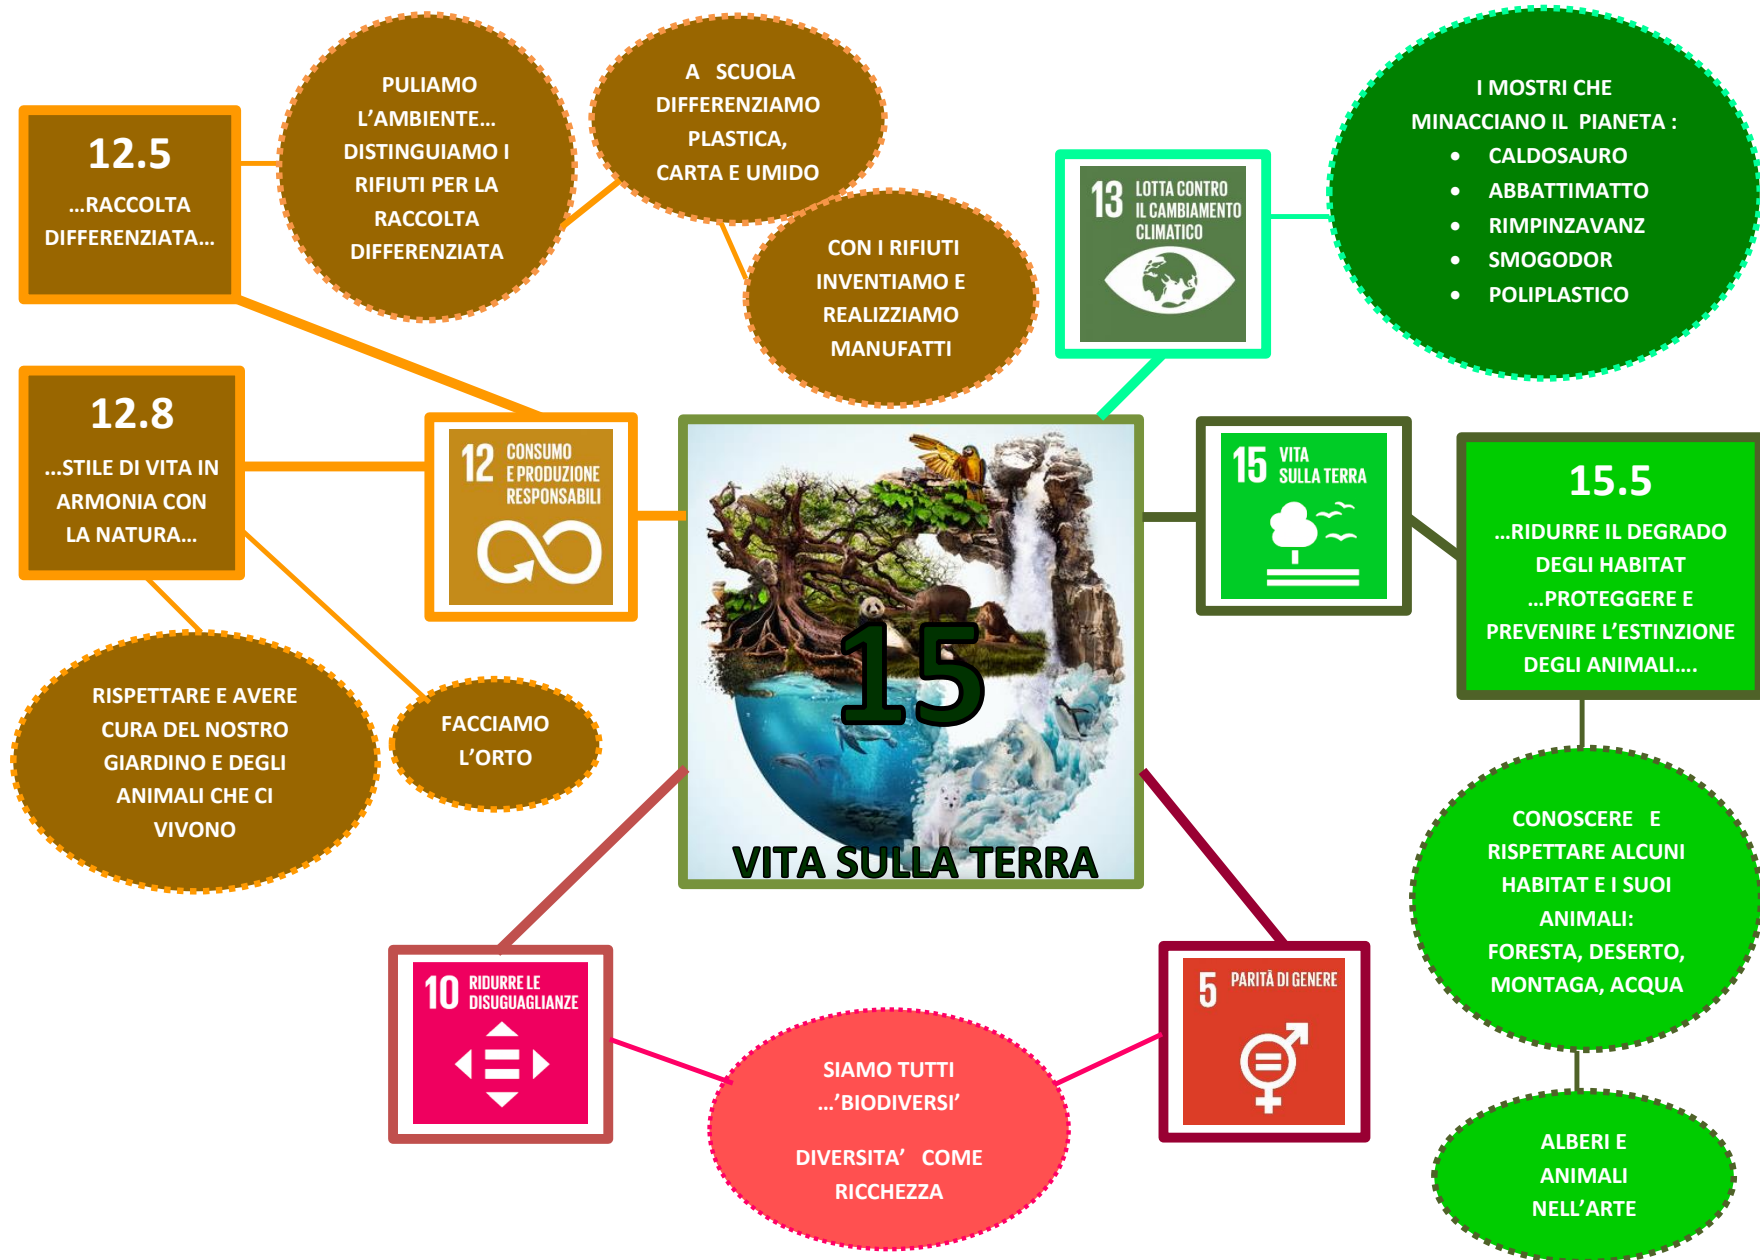 12.5
...RACCOLTA
DIFFERENZIATA...
PULIAMO
L'AMBIENTE...
DISTINGUIAMO I
RIFIUTI PER LA
RACCOLTA
DIFFERENZIATA
A SCUOLA
DIFFERENZIAMO
PLASTICA,
CARTA E UMIDO
CON I RIFIUTI
INVENTIAMO E
REALIZZIAMO
MANUFATTI
13 LOTTA CONTRO
IL CAMBIAMENTO
CLIMATICO
I MOSTRI CHE
MINACCIANO IL PIANETA :
• CALDOSAURO
• ABBATTIMATTO
• RIMPINZAVANZ
• SMOGODOR
• POLIPLASTICO
12.8
...STILE DI VITA IN
ARMONIA CON
LA NATURA...
12 CONSUMO
E PRODUZIONE
RESPONSABILI
15
VITA SULLA TERRA
15 VITA
SULLA TERRA
15.5
...RIDURRE IL DEGRADO
DEGLI HABITAT
...PROTEGGERE E
PREVENIRE L'ESTINZIONE
DEGLI ANIMALI....
RISPETTARE E AVERE
CURA DEL NOSTRO
GIARDINO E DEGLI
ANIMALI CHE CI
VIVONO
FACCIAMO
L'ORTO
CONOSCERE E
RISPETTARE ALCUNI
HABITAT E I SUOI
ANIMALI:
FORESTA, DESERTO,
MONTAGA, ACQUA
10 RIDURRE LE
DISUGUAGLIANZE
5 PARITÀ DI GENERE
SIAMO TUTTI
...'BIODIVERSI'
DIVERSITA' COME
RICCHEZZA
ALBERI E
ANIMALI
NELL'ARTE